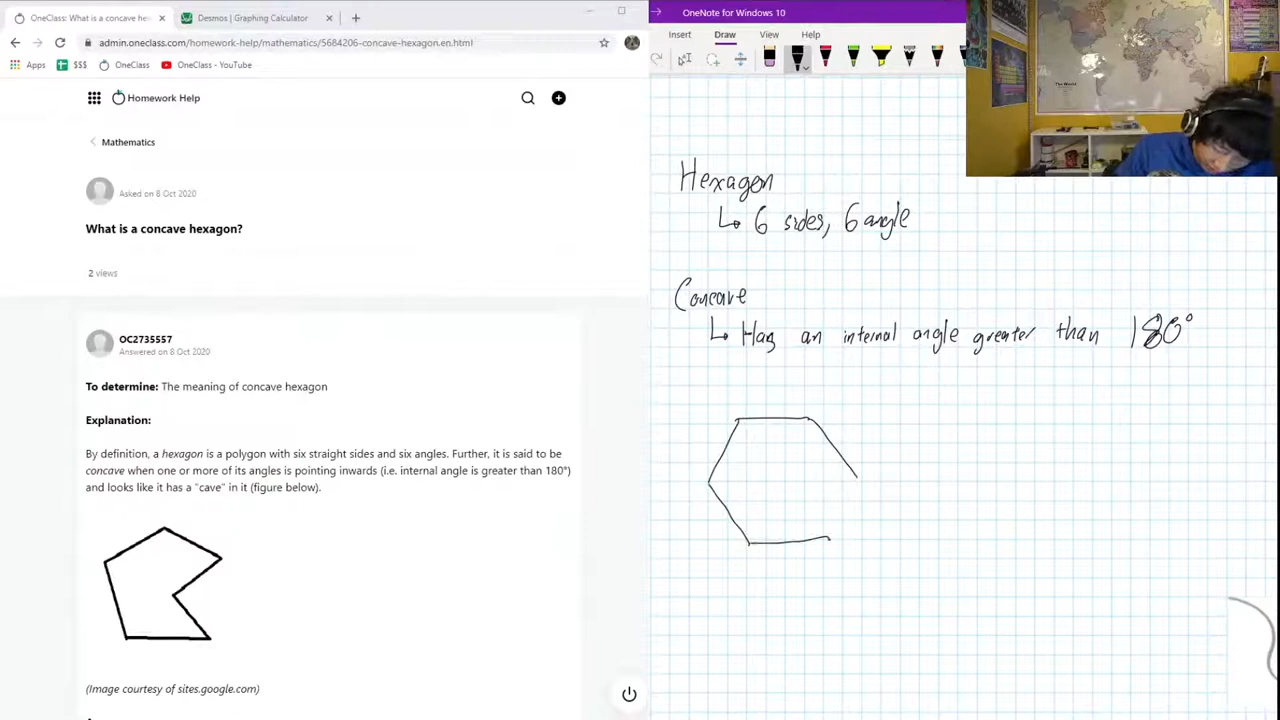 OneClass: What is a concave hex
Desmos | Graphing Calculator
admin.oneclass.com/homework-help/mathematics/5684206-concave-hexagon.en.html
Apps
$$$
OneClass
OneClass - YouTube
Homework Help
Mathematics
Asked on 8 Oct 2020
What is a concave hexagon?
2 views
OC2735557
Answered on 8 Oct 2020
To determine: The meaning of concave hexagon
Explanation:
By definition, a hexagon is a polygon with six straight sides and six angles. Further, it is said to be
concave when one or more of its angles is pointing inwards (i.e. internal angle is greater than 180°)
and looks like it has a "cave" in it (figure below).
(Image courtesy of sites.google.com)
OneNote for Windows 10
Insert
Draw
View
Help
Hexagon
↳ 6 sides, 6 angle
Concave
↳ Has an internal angle greater than 180°
The World